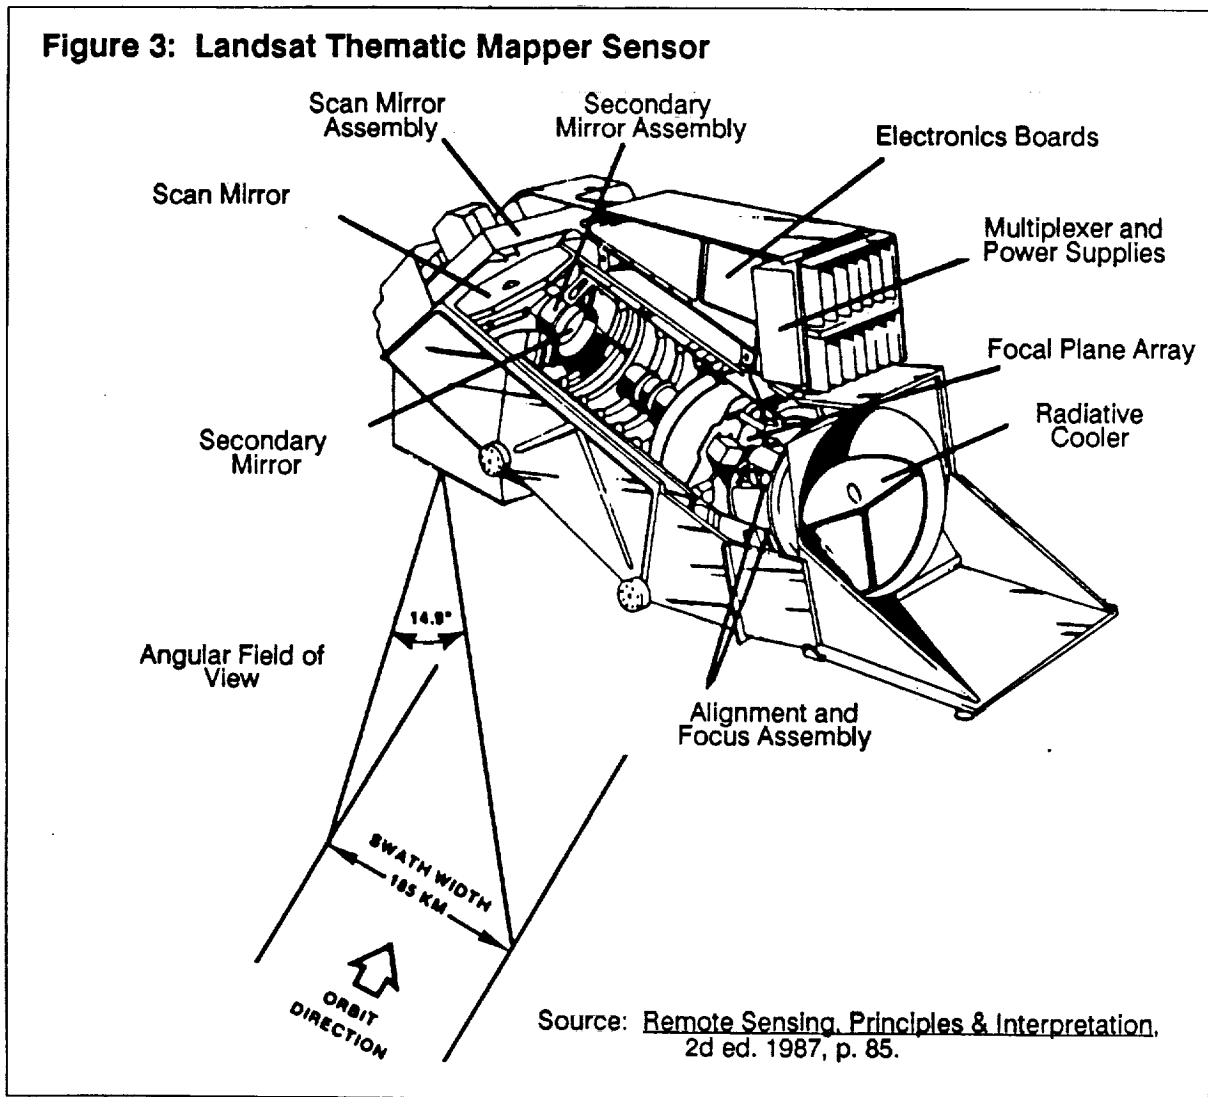 Figure 3: Landsat Thematic Mapper Sensor
Scan Mirror
Assembly
Secondary
Mirror Assembly
Electronics Boards
Scan Mirror
Multiplexer and
Power Supplies
Focal Plane Array
Radiative
Cooler
Secondary
Mirror
14.9°
Angular Field of
View
Alignment and
Focus Assembly
SWATH WIDTH
185 KM
ORBIT
DIRECTION
Source: Remote Sensing, Principles & Interpretation,
2d ed. 1987, p. 85.